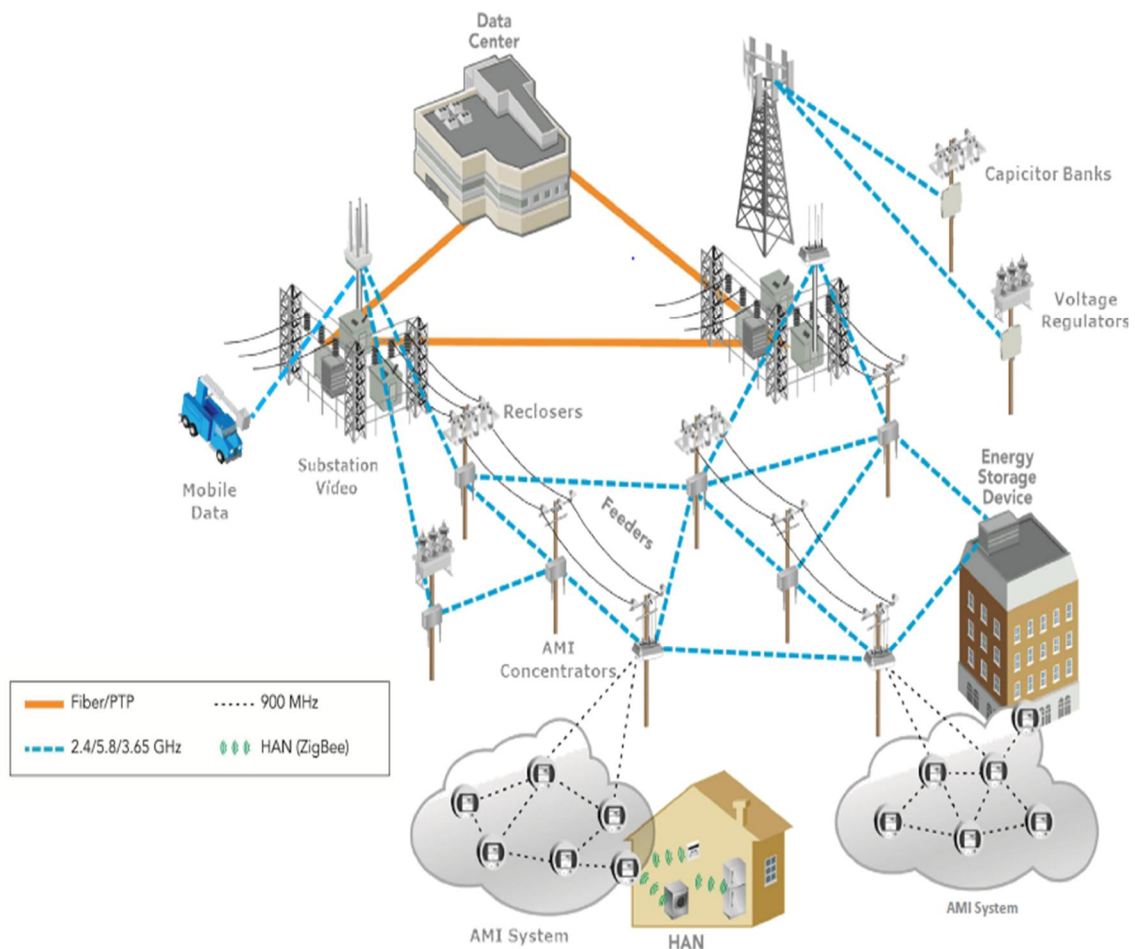 Data
Center
Capicitor Banks
Voltage
Regulators
Reclosers
Substation
Video
Mobile
Data
Feeders
Energy
Storage
Device
AMI
Concentrators
Fiber/PTP
900 MHz
2.4/5.8/3.65 GHz
HAN (ZigBee)
AMI System
HAN
AMI System